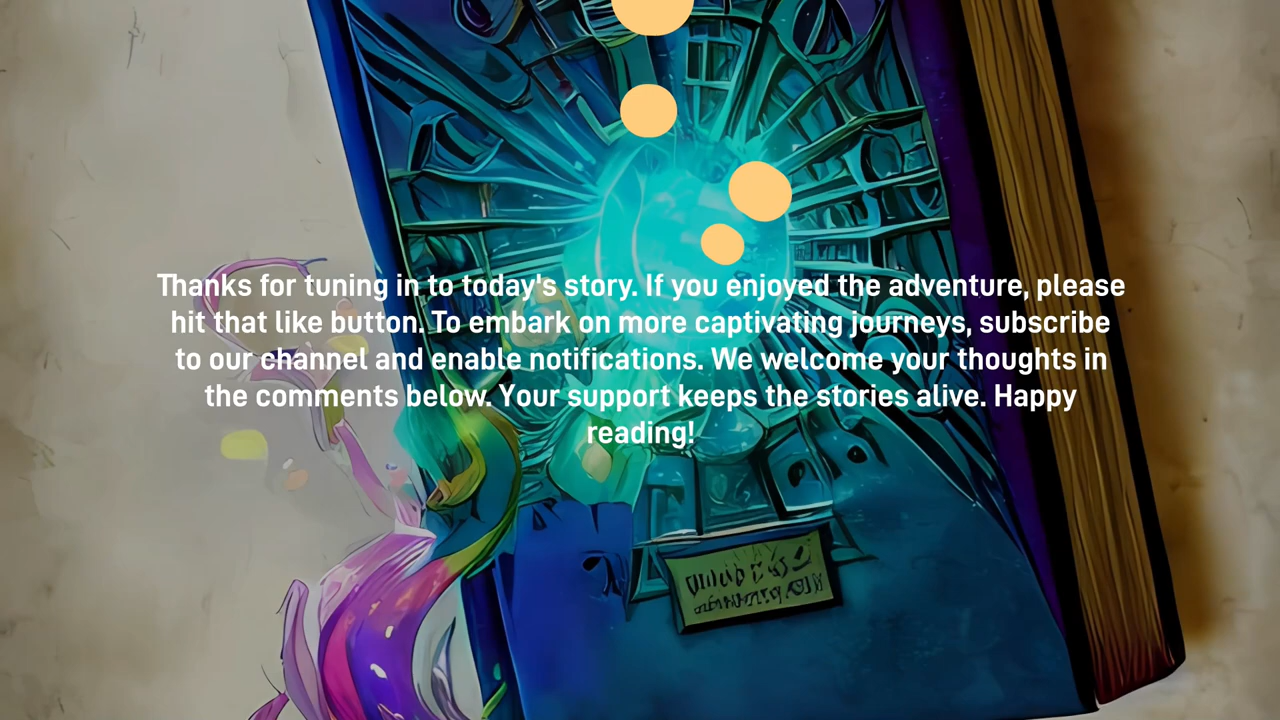 Thanks for tuning in to today's story. If you enjoyed the adventure, please
hit that like button. To embark on more captivating journeys, subscribe
to our channel and enable notifications. We welcome your thoughts in
the comments below. Your support keeps the stories alive. Happy
reading!